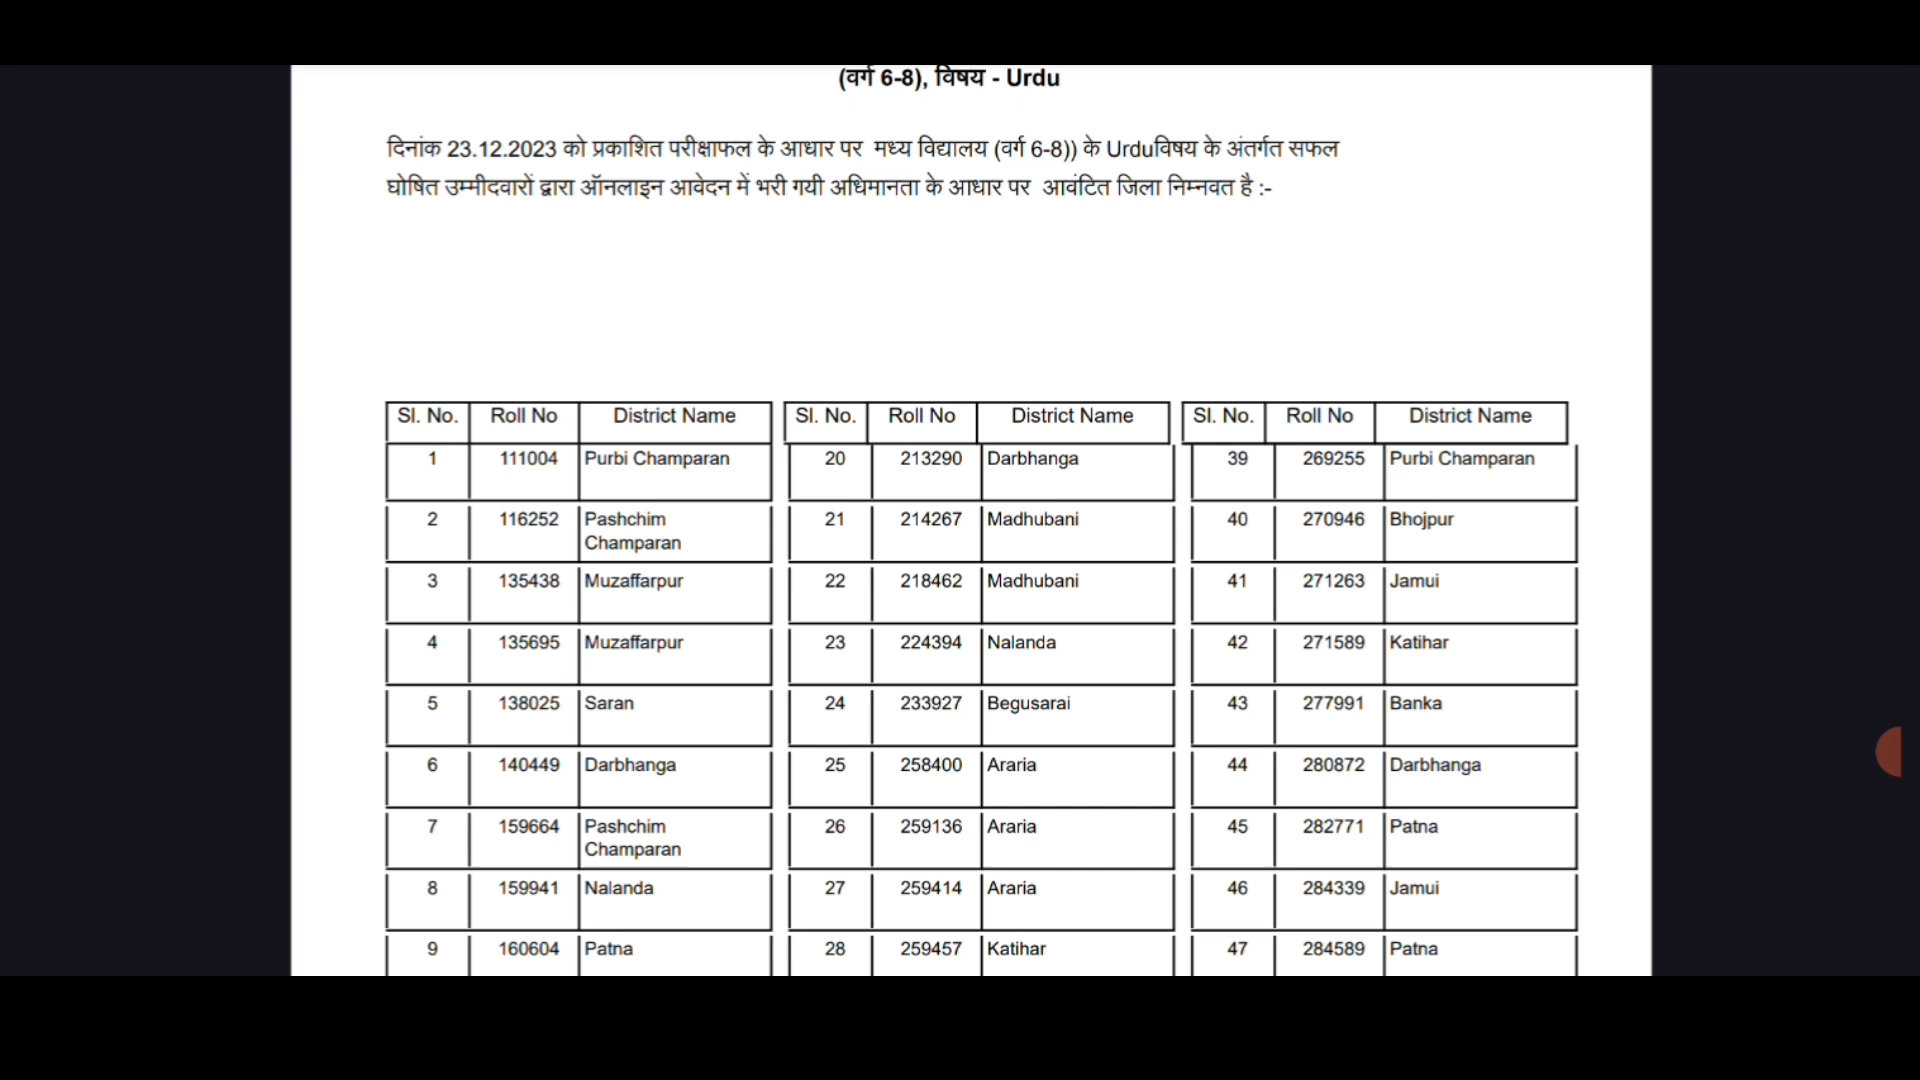 (वर्ग 6-8), विषय - Urdu
दिनांक 23.12.2023 को प्रकाशित परीक्षाफल के आधार पर मध्य विद्यालय (वर्ग 6-8)) के Urduविषय के अंतर्गत सफल
घोषित उम्मीदवारों द्वारा ऑनलाइन आवेदन में भरी गयी अधिमानता के आधार पर आवंटित जिला निम्नवत है :-
Sl. No. Roll No District Name Sl. No. Roll No District Name Sl. No. Roll No District Name
1 111004 Purbi Champaran 20 213290 Darbhanga 39 269255 Purbi Champaran
2 116252 Pashchim 21 214267 Madhubani 40 270946 Bhojpur
Champaran
3 135438 Muzaffarpur 22 218462 Madhubani 41 271263 Jamui
4 135695 Muzaffarpur 23 224394 Nalanda 42 271589 Katihar
5 138025 Saran 24 233927 Begusarai 43 277991 Banka
6 140449 Darbhanga 25 258400 Araria 44 280872 Darbhanga
7 159664 Pashchim 26 259136 Araria 45 282771 Patna
Champaran
8 159941 Nalanda 27 259414 Araria 46 284339 Jamui
9 160604 Patna 28 259457 Katihar 47 284589 Patna